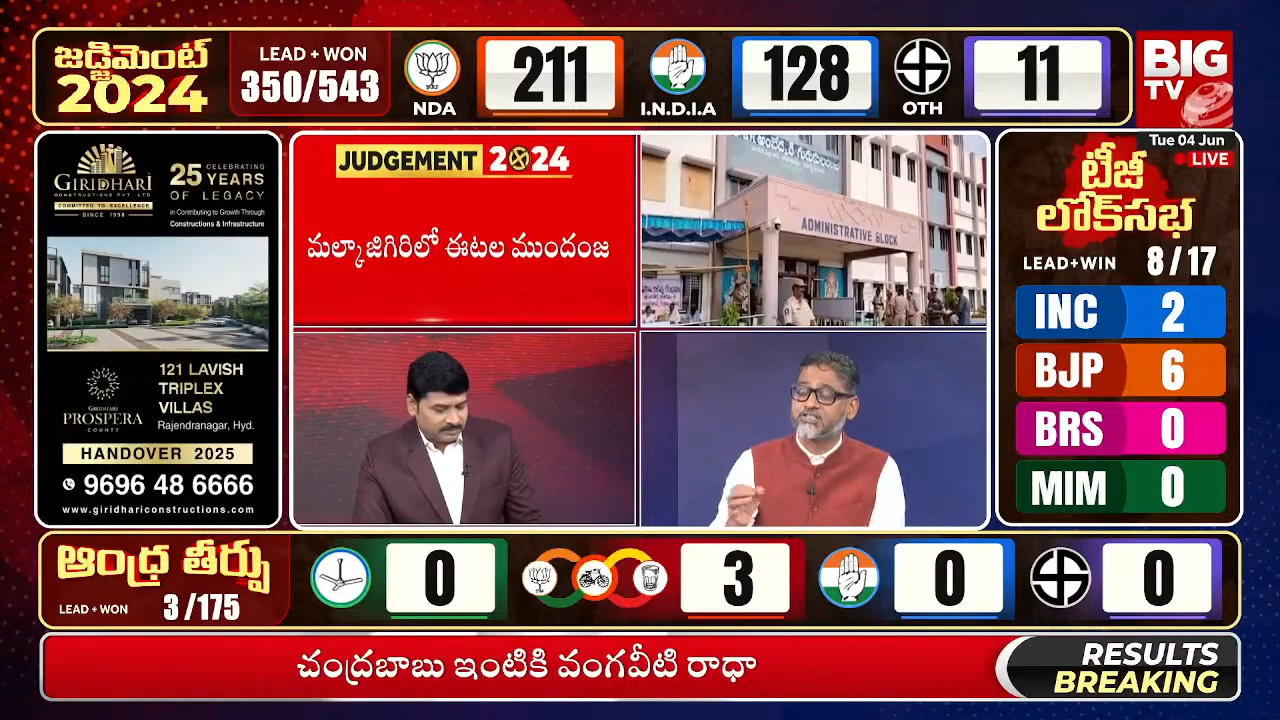 జడ్జిమెంట్
2024
LEAD + WON
350/543
NDA
211
I.N.D.I.A
128
OTH
11
BIG
TV
GIRIDHARI
CONSTRUCTIONS PVT. LTD
COMMITTED TO EXCELLENCE
SINCE 1998
CELEBRATING
25 YEARS
OF LEGACY
in Contributing to Growth Through
Constructions & Infrastructure
GIRIDHARI
PROSPERA
COUNTY
121 LAVISH
TRIPLEX
VILLAS
Rajendranagar, Hyd.
HANDOVER 2025
9696 48 6666
www.giridhariconstructions.com
JUDGEMENT 2024
మల్కాజిగిరిలో ఈటల ముందంజ
ADMINISTRATIVE BLOCK
Tue 04 Jun
LIVE
టీజీ
లోక్‌సభ
LEAD+WIN 8 / 17
INC 2
BJP 6
BRS 0
MIM 0
ఆంధ్ర తీర్పు
LEAD + WON 3 /175
0
3
0
0
చంద్రబాబు ఇంటికి వంగవీటి రాధా
RESULTS
BREAKING